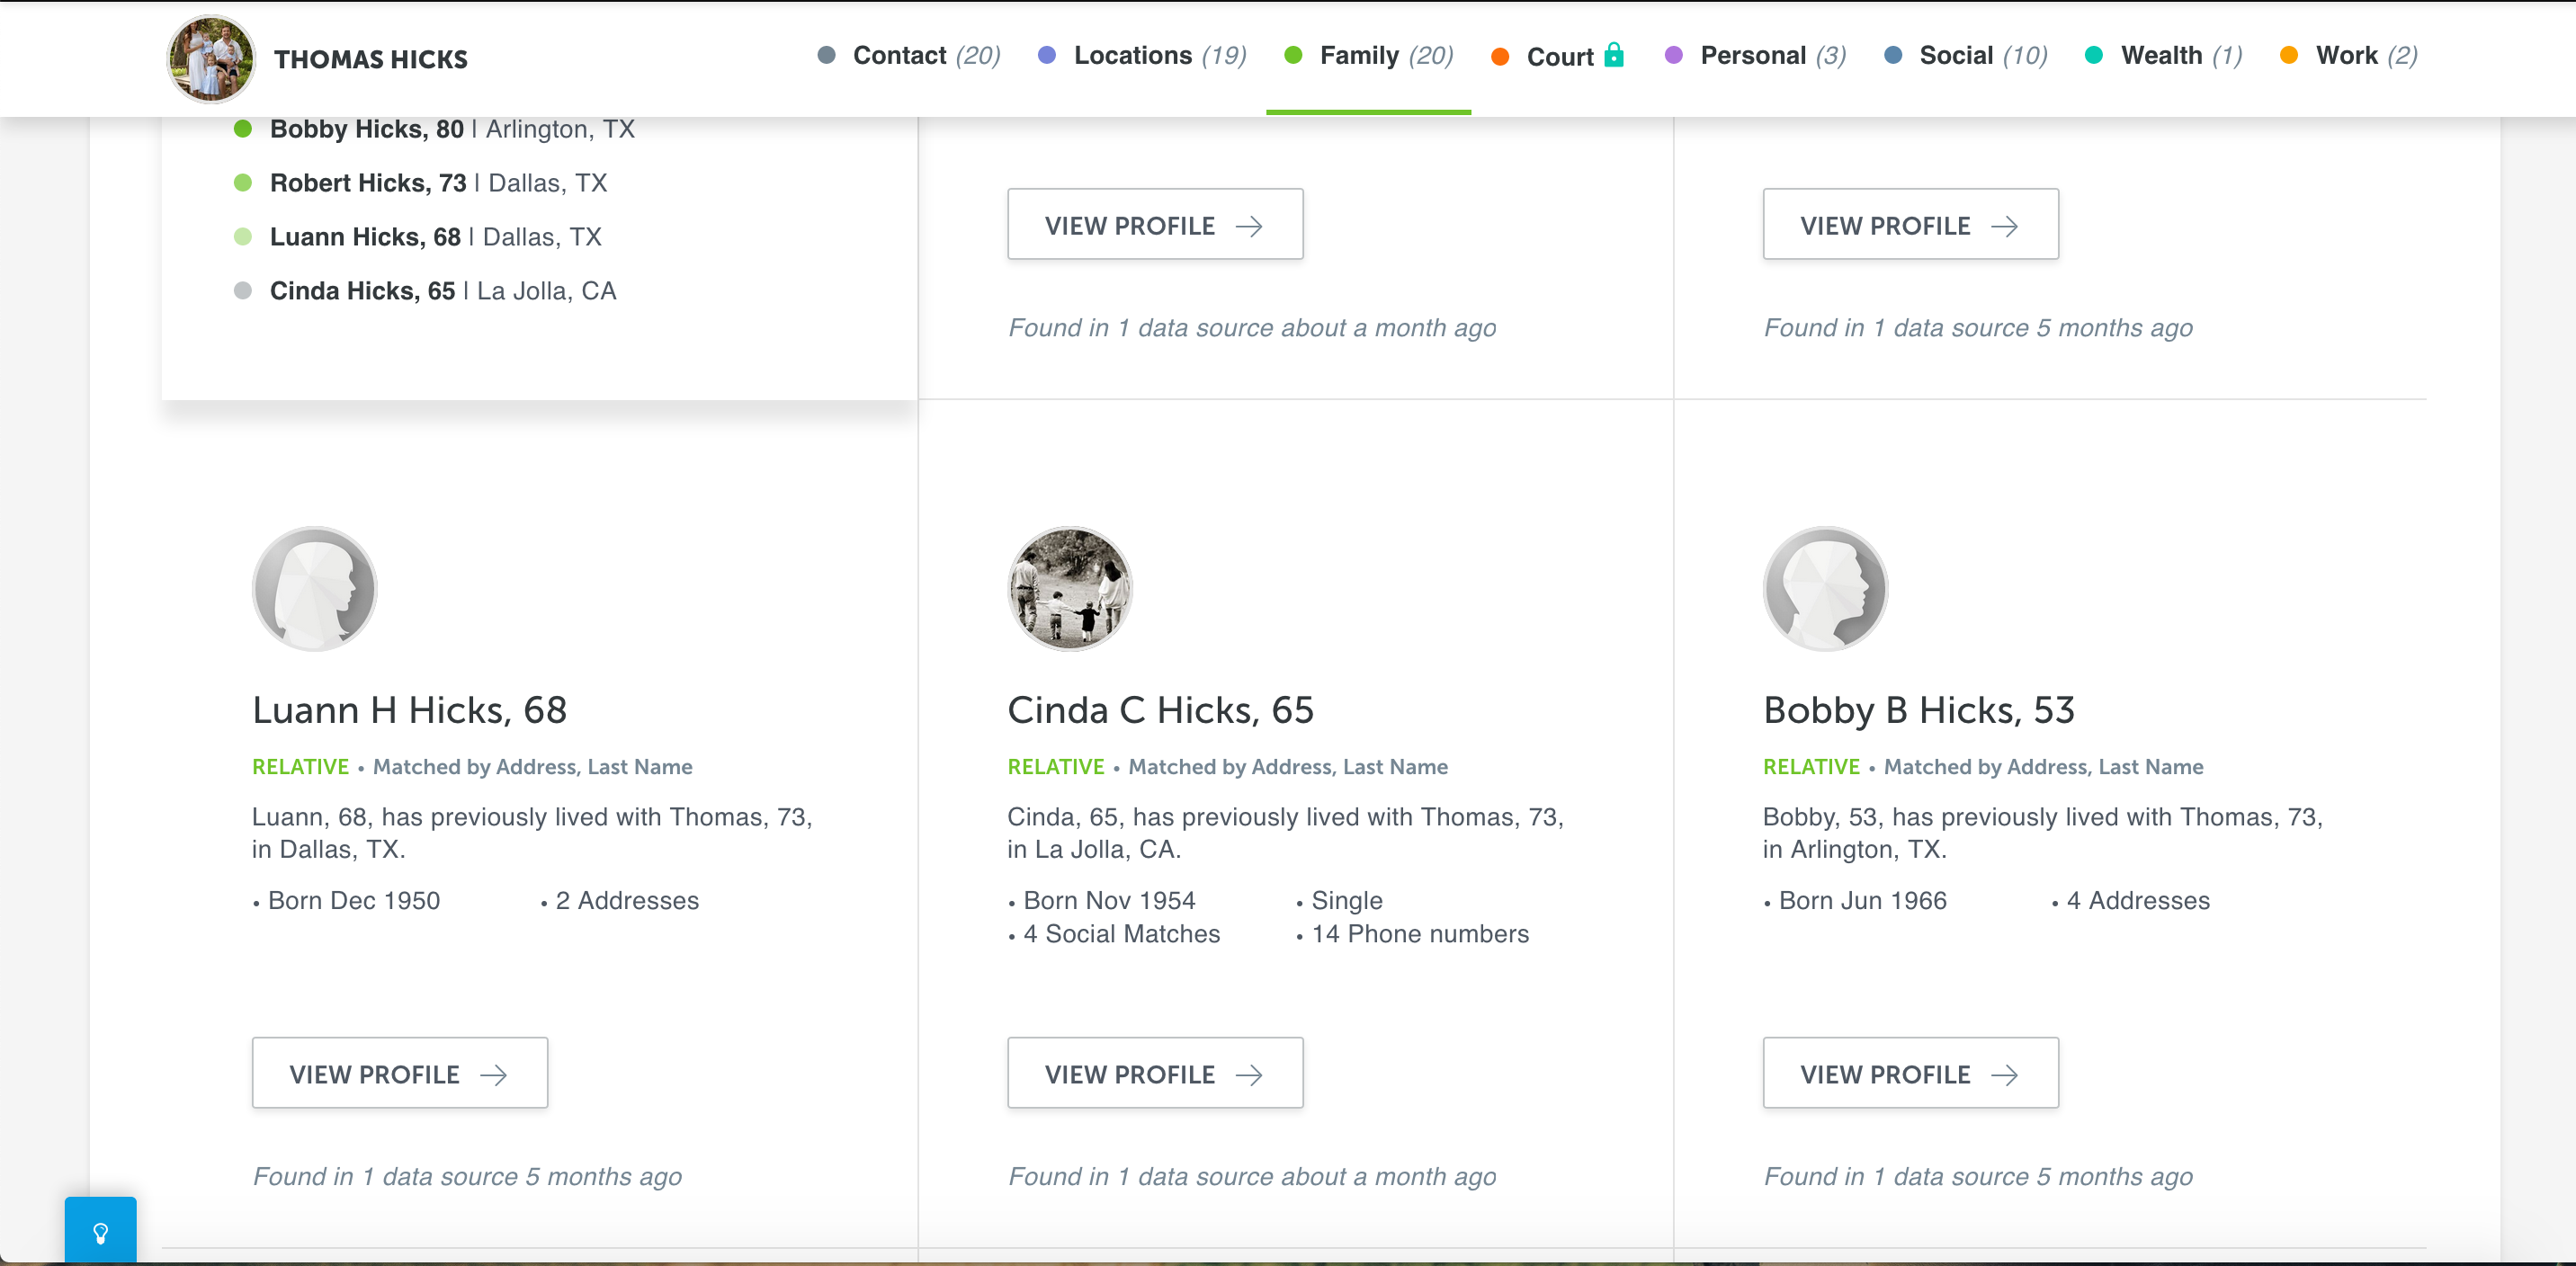 THOMAS HICKS
Contact (20) Locations (19) Family (20) Court Personal (3) Social (10) Wealth (1) Work (2)
Bobby Hicks, 80 | Arlington, TX
Robert Hicks, 73 | Dallas, TX
Luann Hicks, 68 | Dallas, TX
Cinda Hicks, 65 | La Jolla, CA
VIEW PROFILE →
Found in 1 data source about a month ago
VIEW PROFILE →
Found in 1 data source 5 months ago
Luann H Hicks, 68
RELATIVE • Matched by Address, Last Name
Luann, 68, has previously lived with Thomas, 73,
in Dallas, TX.
• Born Dec 1950 • 2 Addresses
VIEW PROFILE →
Found in 1 data source 5 months ago
Cinda C Hicks, 65
RELATIVE • Matched by Address, Last Name
Cinda, 65, has previously lived with Thomas, 73,
in La Jolla, CA.
• Born Nov 1954 • Single
• 4 Social Matches • 14 Phone numbers
VIEW PROFILE →
Found in 1 data source about a month ago
Bobby B Hicks, 53
RELATIVE • Matched by Address, Last Name
Bobby, 53, has previously lived with Thomas, 73,
in Arlington, TX.
• Born Jun 1966 • 4 Addresses
VIEW PROFILE →
Found in 1 data source 5 months ago